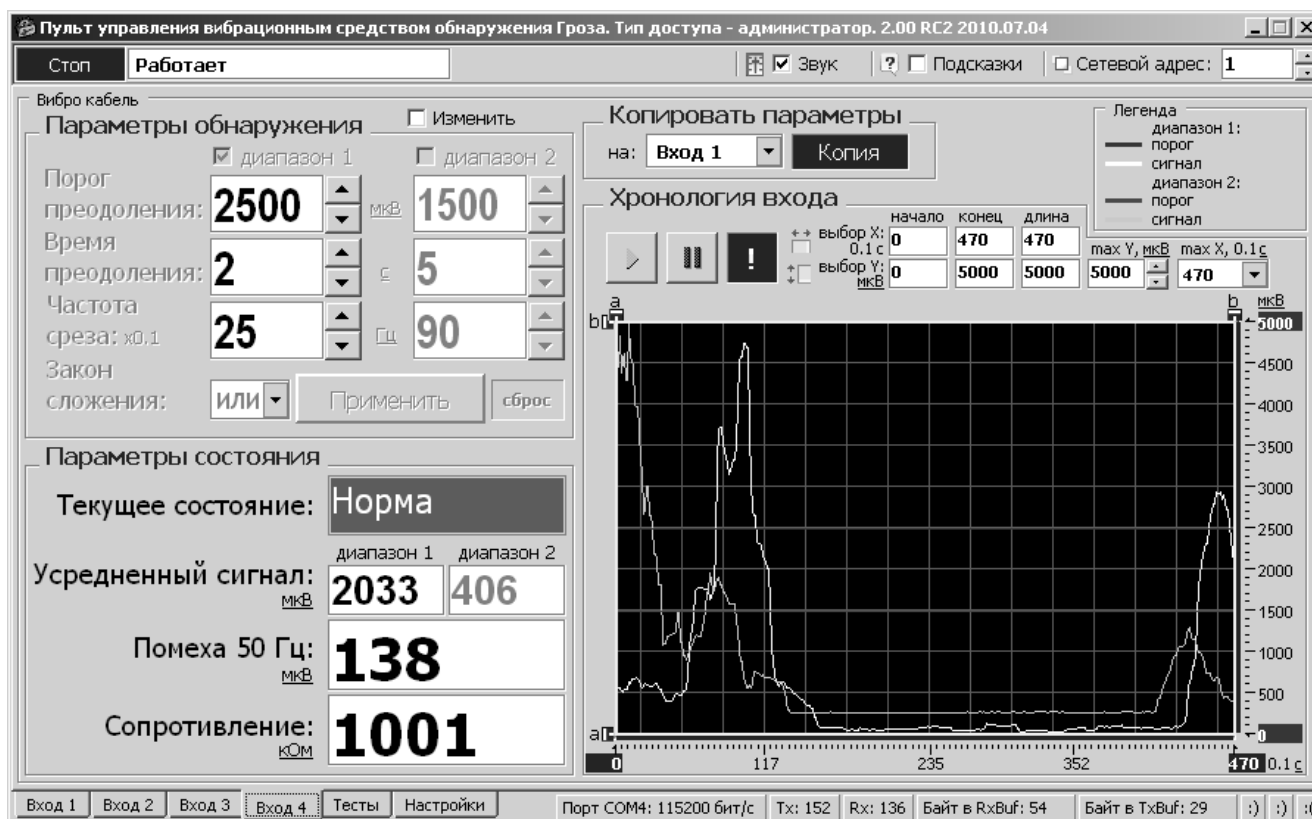 Пульт управления вибрационным средством обнаружения Гроза. Тип доступа - администратор. 2.00 RC2 2010.07.04
Стоп Работает Звук Подсказки Сетевой адрес: 1
Вибро кабель
Параметры обнаружения Изменить
диапазон 1 диапазон 2
Порог преодоления: 2500 мкВ 1500
Время преодоления: 2 с 5
Частота среза: x0.1 25 Гц 90
Закон сложения: ИЛИ Применить сброс
Параметры состояния
Текущее состояние: Норма
диапазон 1 диапазон 2
Усредненный сигнал: мкВ 2033 406
Помеха 50 Гц: мкВ 138
Сопротивление: кОм 1001
Копировать параметры
на: Вход 1 Копия
Легенда
диапазон 1:
порог
сигнал
диапазон 2:
порог
сигнал
Хронология входа
начало конец длина
выбор X: 0.1 с 0 470 470
выбор Y: мкВ 0 5000 5000
max Y, мкВ max X, 0.1 с
5000 470
a b мкВ
b 5000
4500
4000
3500
3000
2500
2000
1500
1000
500
a 0
0 117 235 352 470 0.1 с
Вход 1 Вход 2 Вход 3 Вход 4 Тесты Настройки Порт COM4: 115200 бит/с Tx: 152 Rx: 136 Байт в RxBuf: 54 Байт в TxBuf: 29 :) :) :(